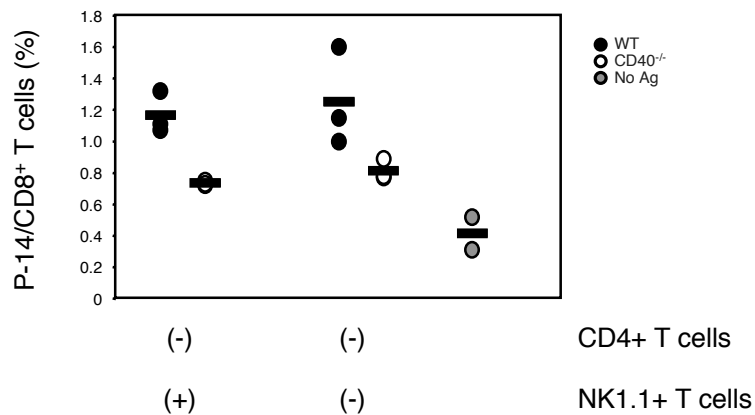 P-14/CD8⁺ T cells (%)
1.8
1.6
1.4
1.2
1.0
0.8
0.6
0.4
0.2
0
WT
CD40⁻/⁻
No Ag
(-) (-) CD4+ T cells
(+) (-) NK1.1+ T cells